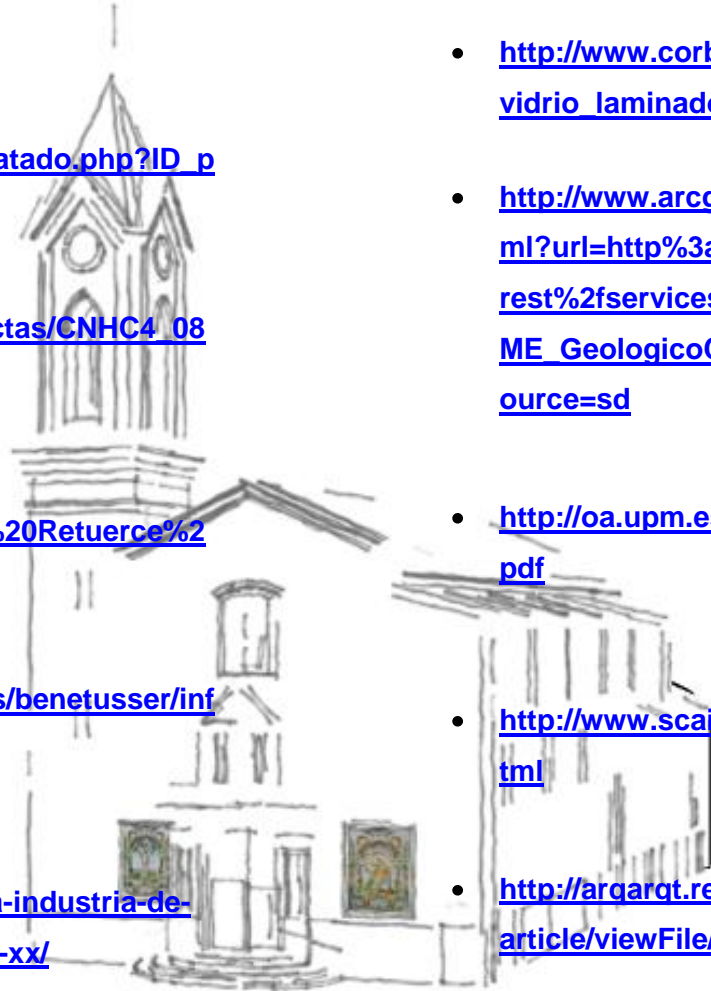 atado.php?ID_p
ctas/CNHC4_08
%20Retuerce%2
s/benetusser/inf
a-industria-de-
-xx/
http://www.corb
vidrio_laminado
http://www.arcg
ml?url=http%3a
rest%2fservices
ME_GeologicoC
ource=sd
http://oa.upm.e
pdf
http://www.scai
tml
http://arqarqt.re
article/viewFile/